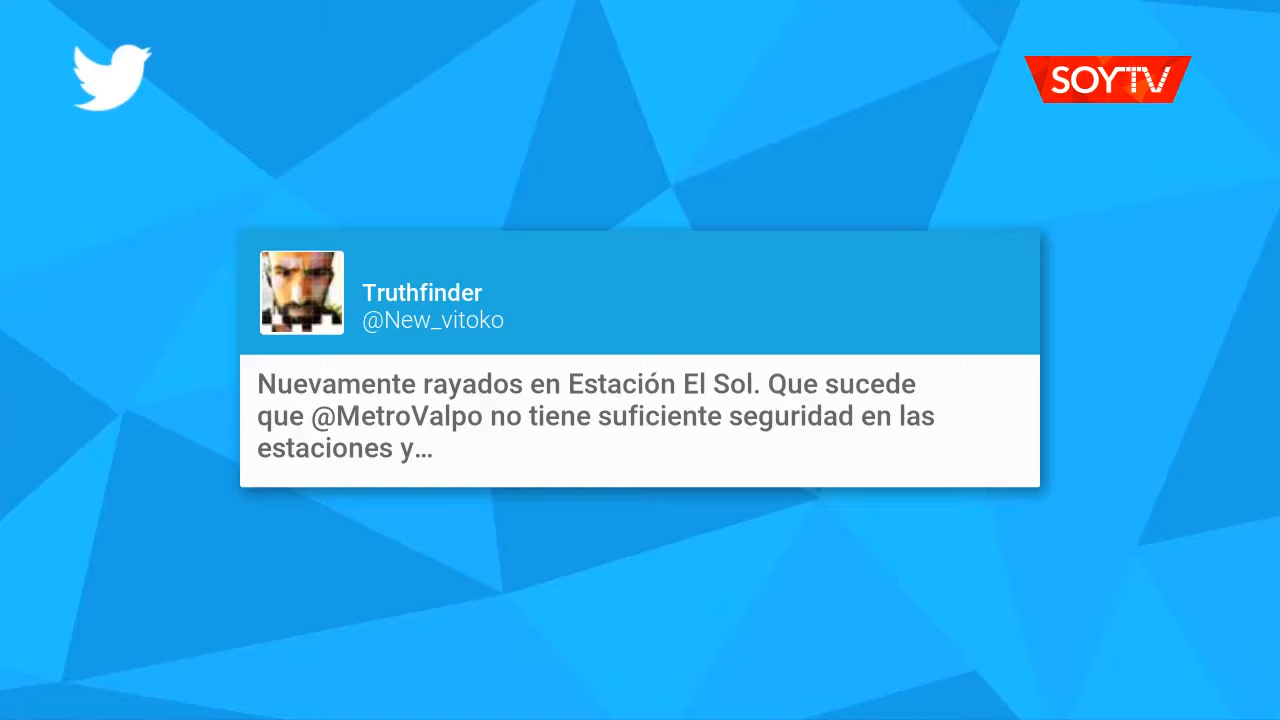 SOYTV
Truthfinder
@New_vitoko
Nuevamente rayados en Estación El Sol. Que sucede
que @MetroValpo no tiene suficiente seguridad en las
estaciones y…